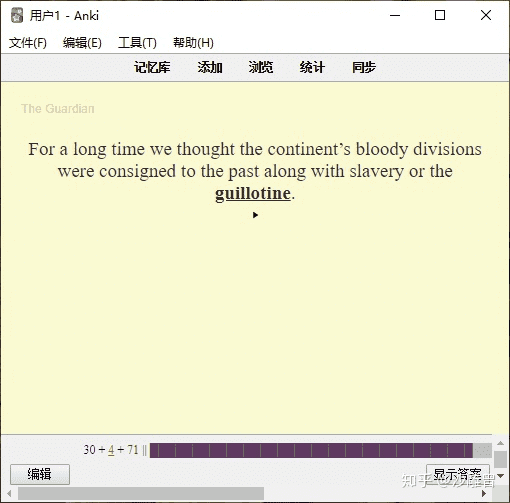 用户1 - Anki
文件(F) 编辑(E) 工具(T) 帮助(H)
记忆库 添加 浏览 统计 同步
The Guardian
For a long time we thought the continent’s bloody divisions
were consigned to the past along with slavery or the
guillotine.
30 + 4 + 71 ||
编辑 显示答案
知乎